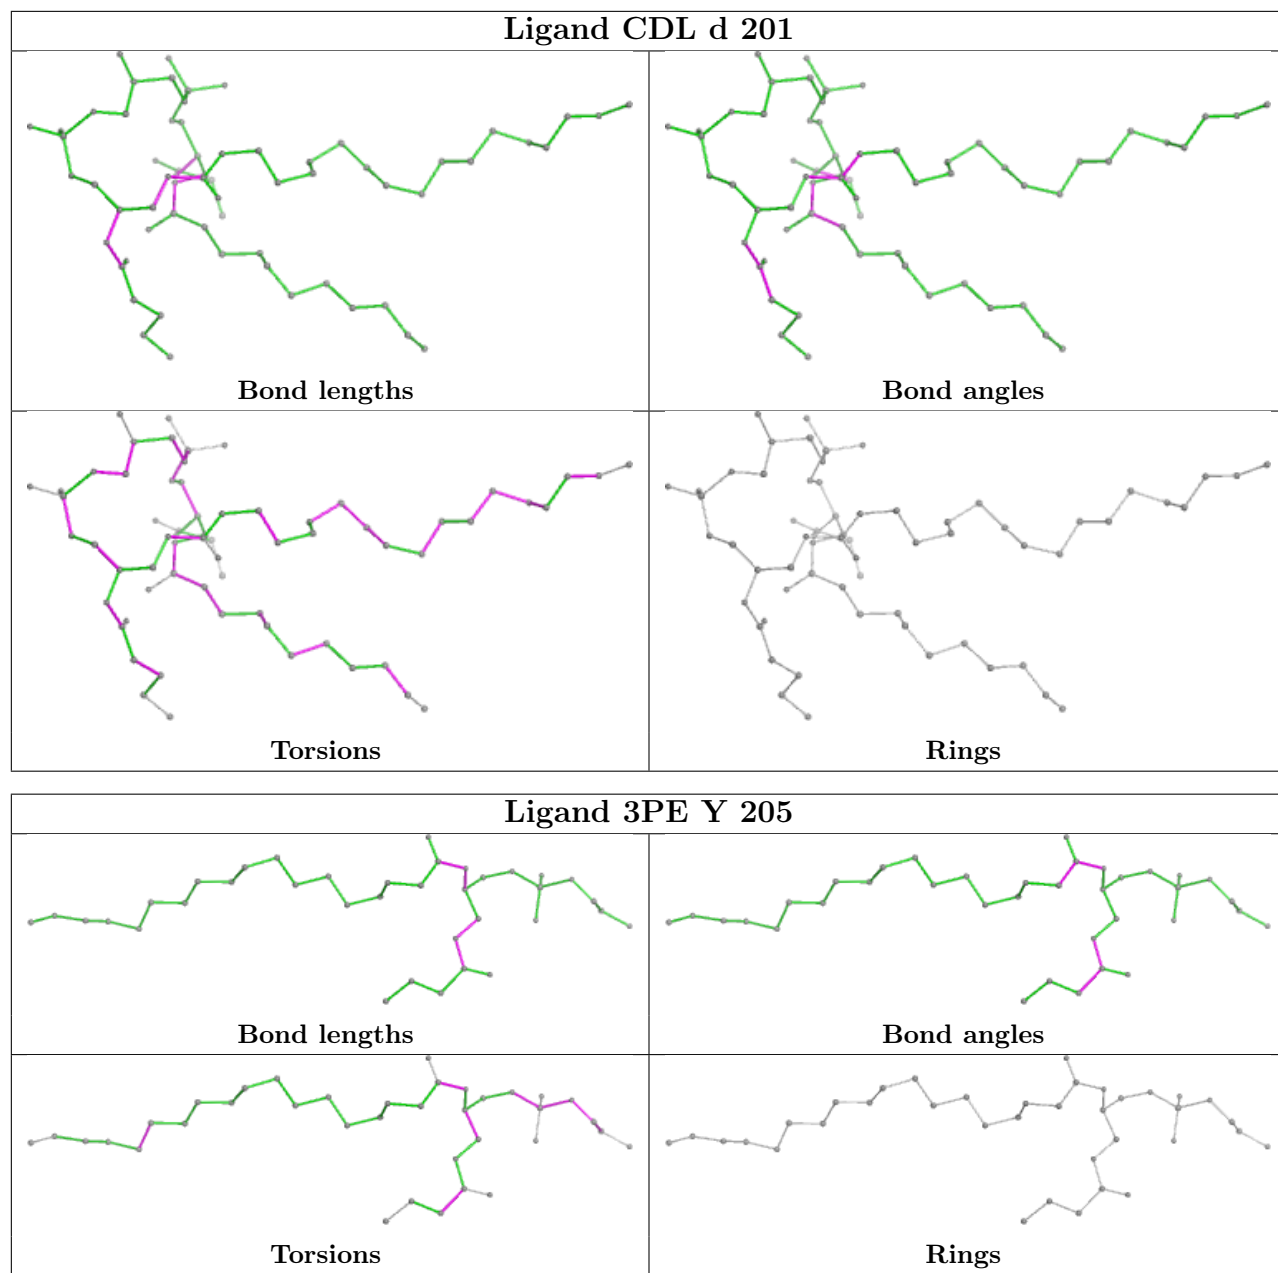 Ligand CDL d 201
Bond lengths
Bond angles
Torsions
Rings
Ligand 3PE Y 205
Bond lengths
Bond angles
Torsions
Rings